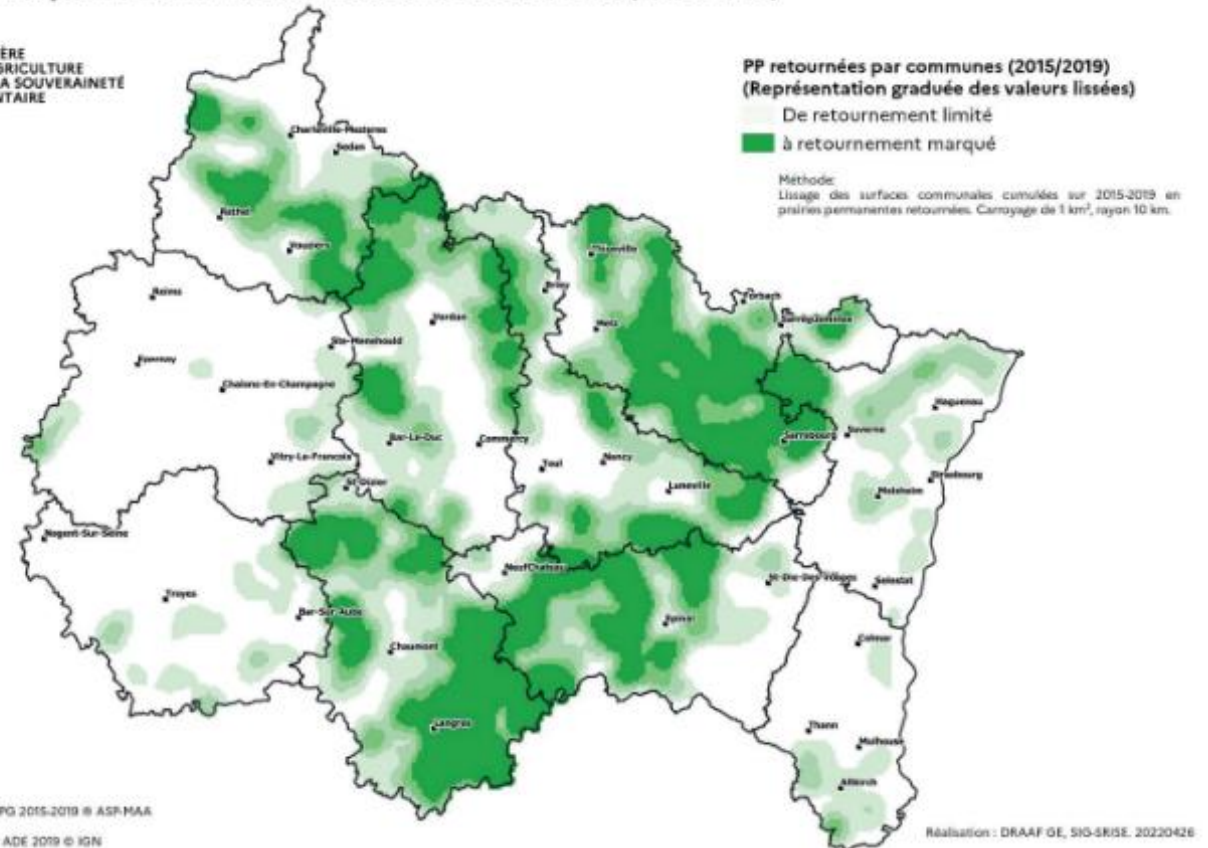 ÈRE
GRICULTURE
A SOUVERAINETÉ
NTAIRE
PP retournées par communes (2015/2019)
(Représentation graduée des valeurs lissées)
De retournement limité
à retournement marqué
Méthode:
Lissage des surfaces communales cumulées sur 2015-2019 en
prairies permanentes retournées. Carroyage de 1 km², rayon 10 km.
Charleville-Mezieres
Sedan
Rethel
Vouziers
Thionville
Briey
Reims
Forbach
Verdun
Metz
Sarreguemines
Ste-Menehould
Epernay
Chalons-En-Champagne
Haguenau
Bar-Le-Duc
Commercy
Sarrebourg
Saverne
Vitry-Le-Francois
Toul
Nancy
St-Dizier
Luneville
Strasbourg
Molsheim
Nogent-Sur-Seine
NeufChateau
St-Die-Des-Vosges
Selestat
Troyes
Bar-Sur-Aube
Epinal
Chaumont
Colmar
Langres
Thann
Mulhouse
Altkirch
PG 2015-2019 © ASP-MAA
ADE 2019 © IGN
Réalisation : DRAAF GE, SIG-SRISE. 20220426